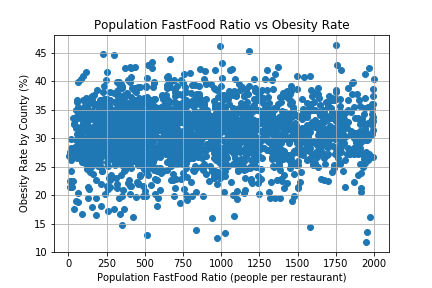 Population FastFood Ratio vs Obesity Rate
45
40
35
30
25
20
15
10
Obesity Rate by County (%)
0 250 500 750 1000 1250 1500 1750 2000
Population FastFood Ratio (people per restaurant)